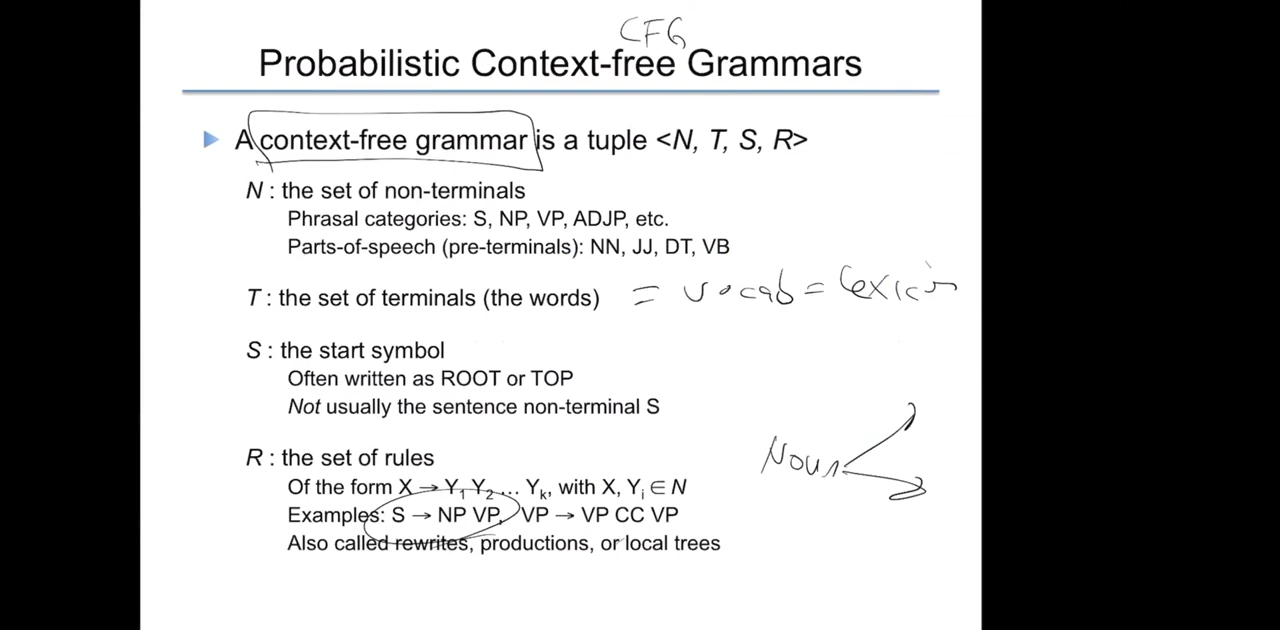 CFG
Probabilistic Context-free Grammars
A context-free grammar is a tuple <N, T, S, R>
N : the set of non-terminals
Phrasal categories: S, NP, VP, ADJP, etc.
Parts-of-speech (pre-terminals): NN, JJ, DT, VB
T : the set of terminals (the words) = vocab = lexicon
S : the start symbol
Often written as ROOT or TOP
Not usually the sentence non-terminal S
R : the set of rules
Noun
Of the form X → Y₁ Y₂ … Yₖ, with X, Yᵢ ∈ N
Examples: S → NP VP, VP → VP CC VP
Also called rewrites, productions, or local trees